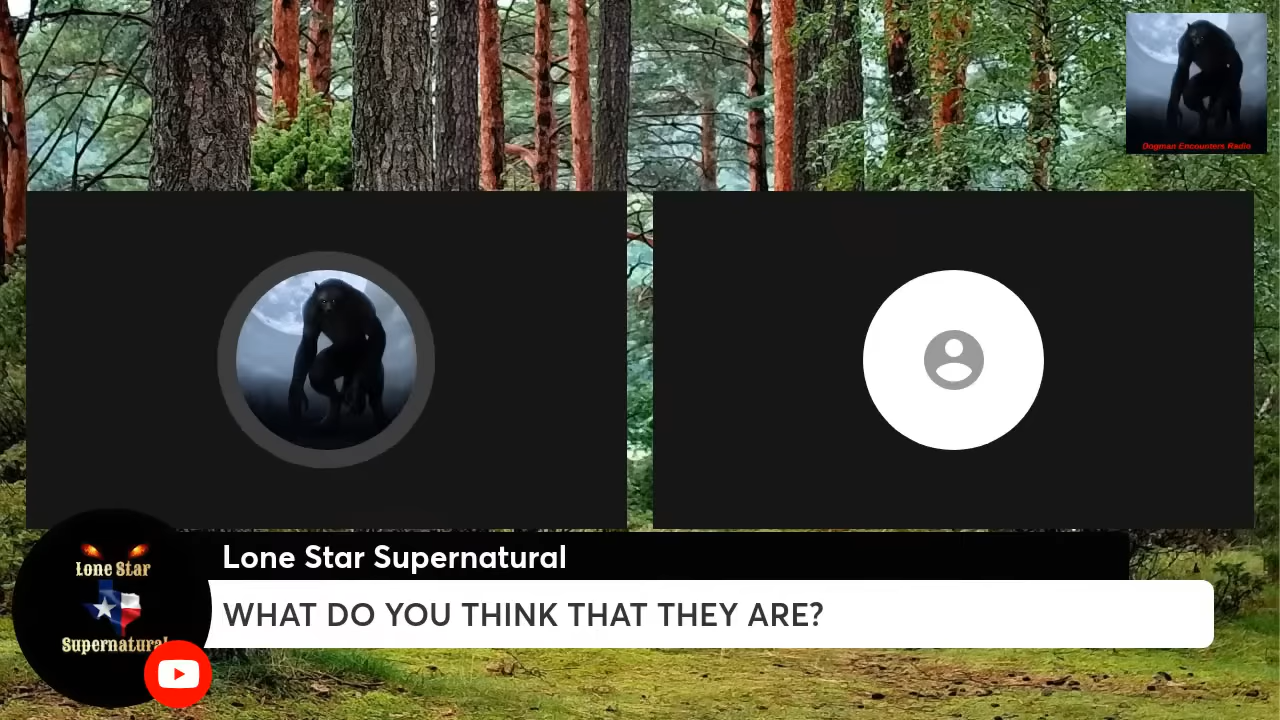 Dogman Encounters Radio
Lone Star Supernatural
WHAT DO YOU THINK THAT THEY ARE?
Lone Star
Supernatural